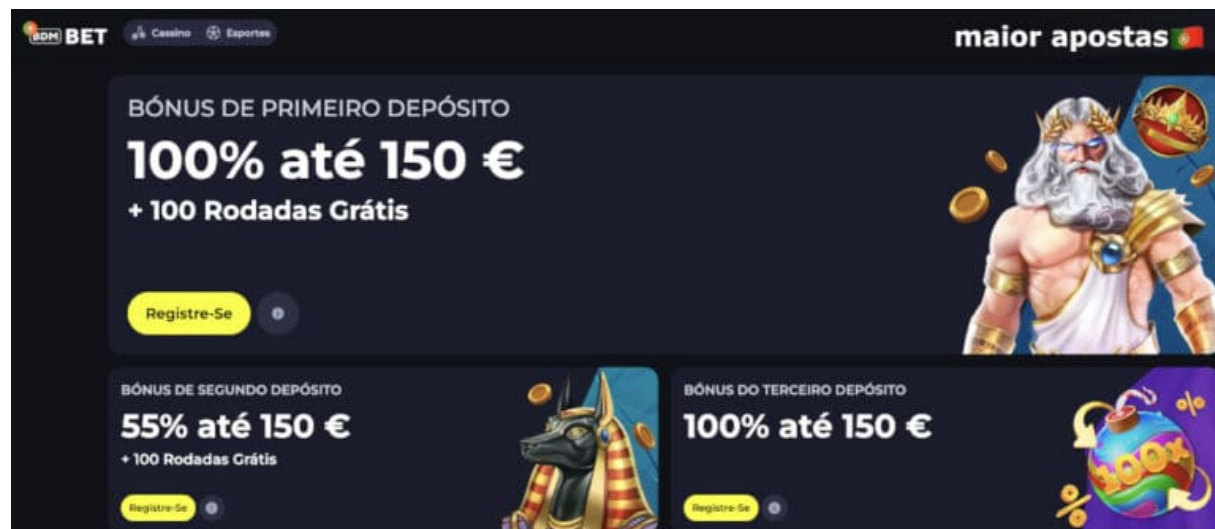 BDM BET
Cassino Esportes
maior apostas
BÓNUS DE PRIMEIRO DEPÓSITO
100% até 150 €
+ 100 Rodadas Grátis
Registre-Se
BÓNUS DE SEGUNDO DEPÓSITO
55% até 150 €
+ 100 Rodadas Grátis
Registre-Se
BÓNUS DO TERCEIRO DEPÓSITO
100% até 150 €
Registre-Se
100x
%
%